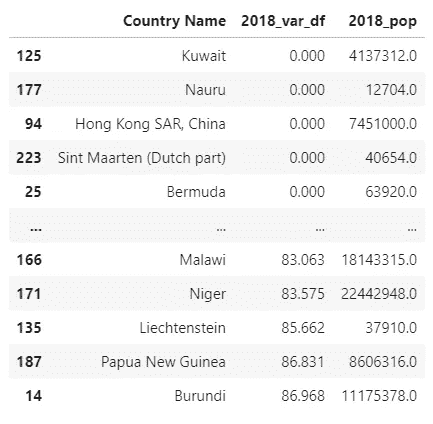 Country Name 2018_var_df 2018_pop
125 Kuwait 0.000 4137312.0
177 Nauru 0.000 12704.0
94 Hong Kong SAR, China 0.000 7451000.0
223 Sint Maarten (Dutch part) 0.000 40654.0
25 Bermuda 0.000 63920.0
... ... ... ...
166 Malawi 83.063 18143315.0
171 Niger 83.575 22442948.0
135 Liechtenstein 85.662 37910.0
187 Papua New Guinea 86.831 8606316.0
14 Burundi 86.968 11175378.0